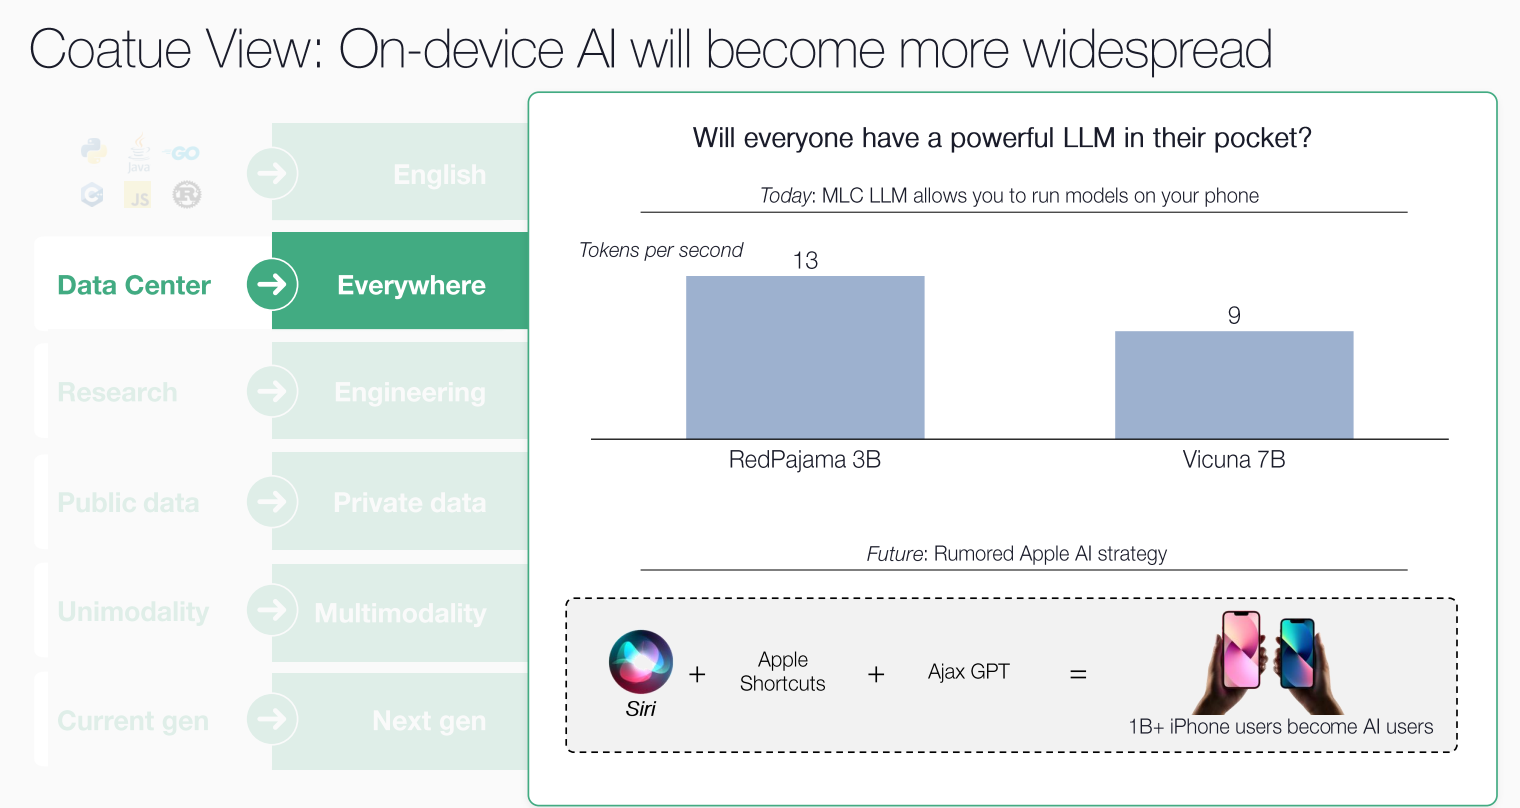 Coatue View: On-device AI will become more widespread
Java
GO
JS
R
English
Data Center
Everywhere
Research
Engineering
Public data
Private data
Unimodality
Multimodality
Current gen
Next gen
Will everyone have a powerful LLM in their pocket?
Today: MLC LLM allows you to run models on your phone
Tokens per second
13
9
RedPajama 3B
Vicuna 7B
Future: Rumored Apple AI strategy
Siri
+
Apple
Shortcuts
+
Ajax GPT
=
1B+ iPhone users become AI users